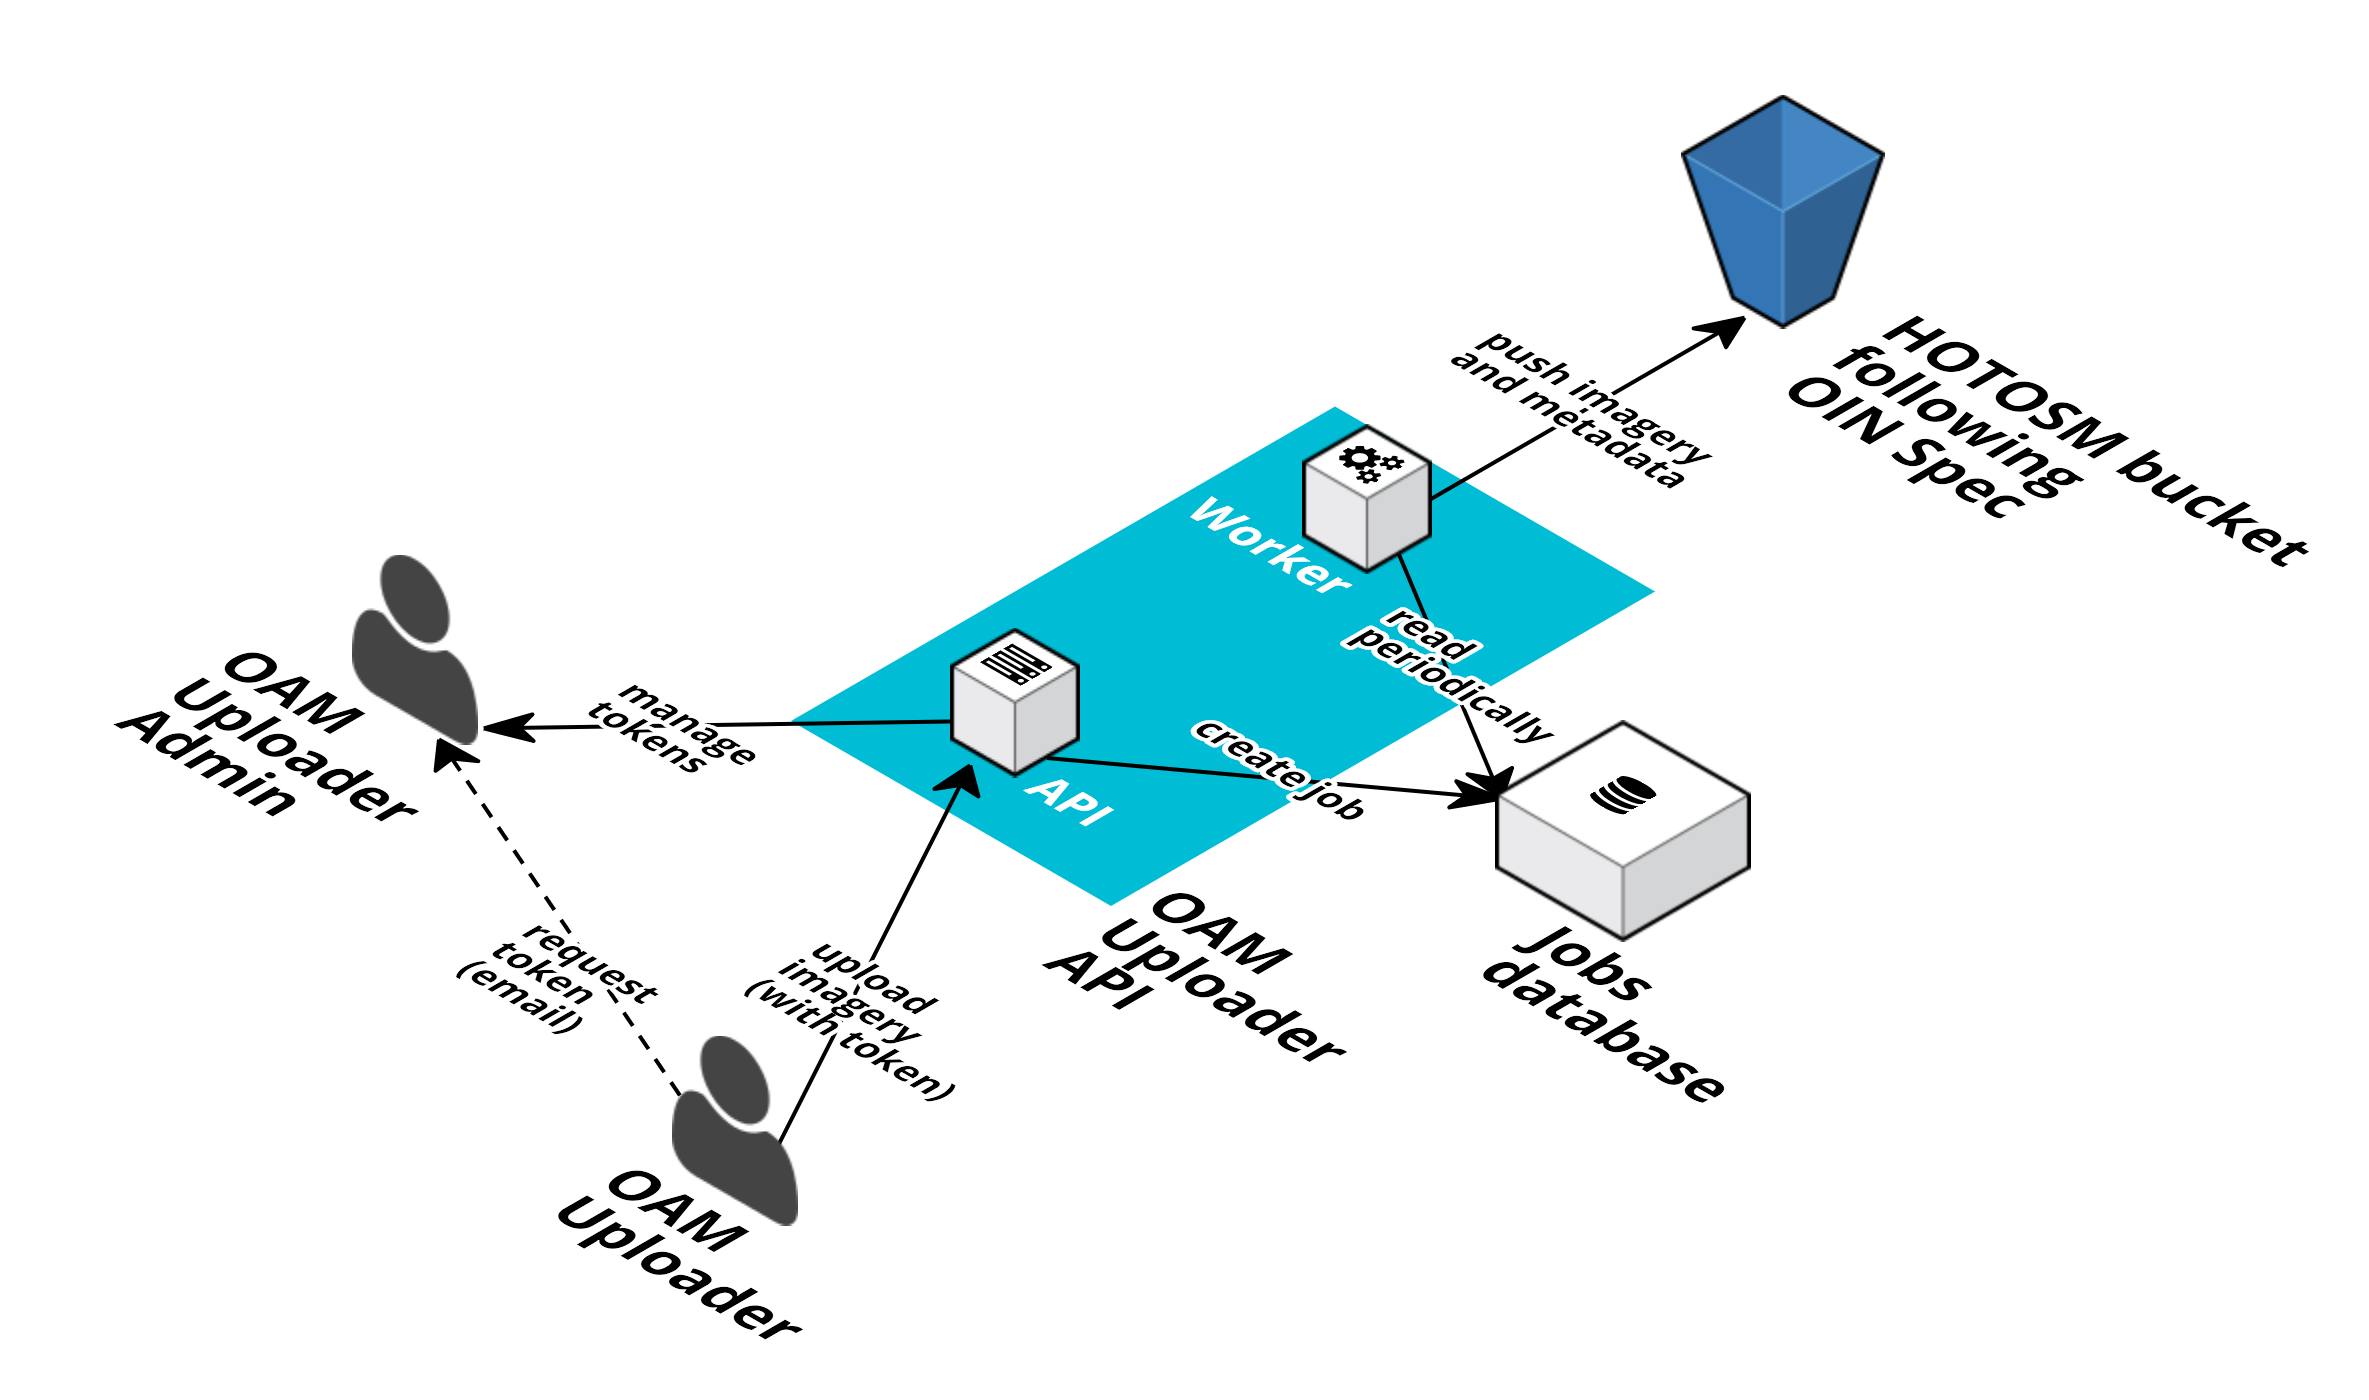 HOTOSM bucket
following
OIN Spec
push imagery
and metadata
Worker
read
periodically
OAM
Uploader
Admin
manage
tokens
create job
API
OAM
Uploader
API
Jobs
database
request
token
(email)
upload
imagery
(with token)
OAM
Uploader